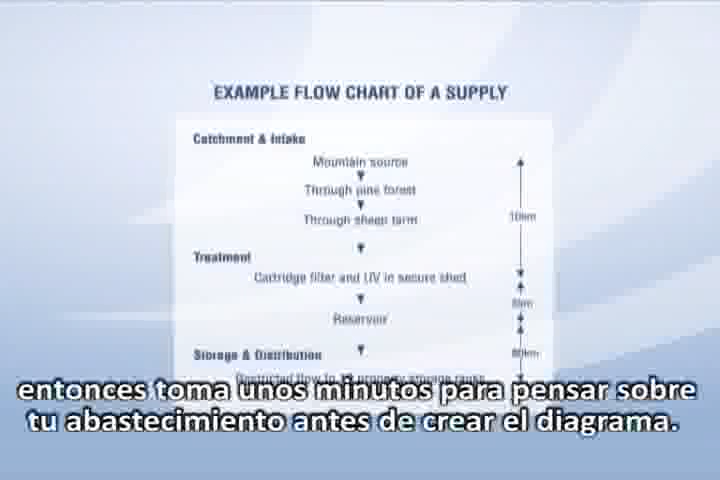 EXAMPLE FLOW CHART OF A SUPPLY
Catchment & Intake
Mountain source
Through pine forest
Through sheep farm
10km
Treatment
Cartridge filter and UV in secure shed
Reservoir
Storage & Distribution
entonces toma unos minutos para pensar sobre
tu abastecimiento antes de crear el diagrama.